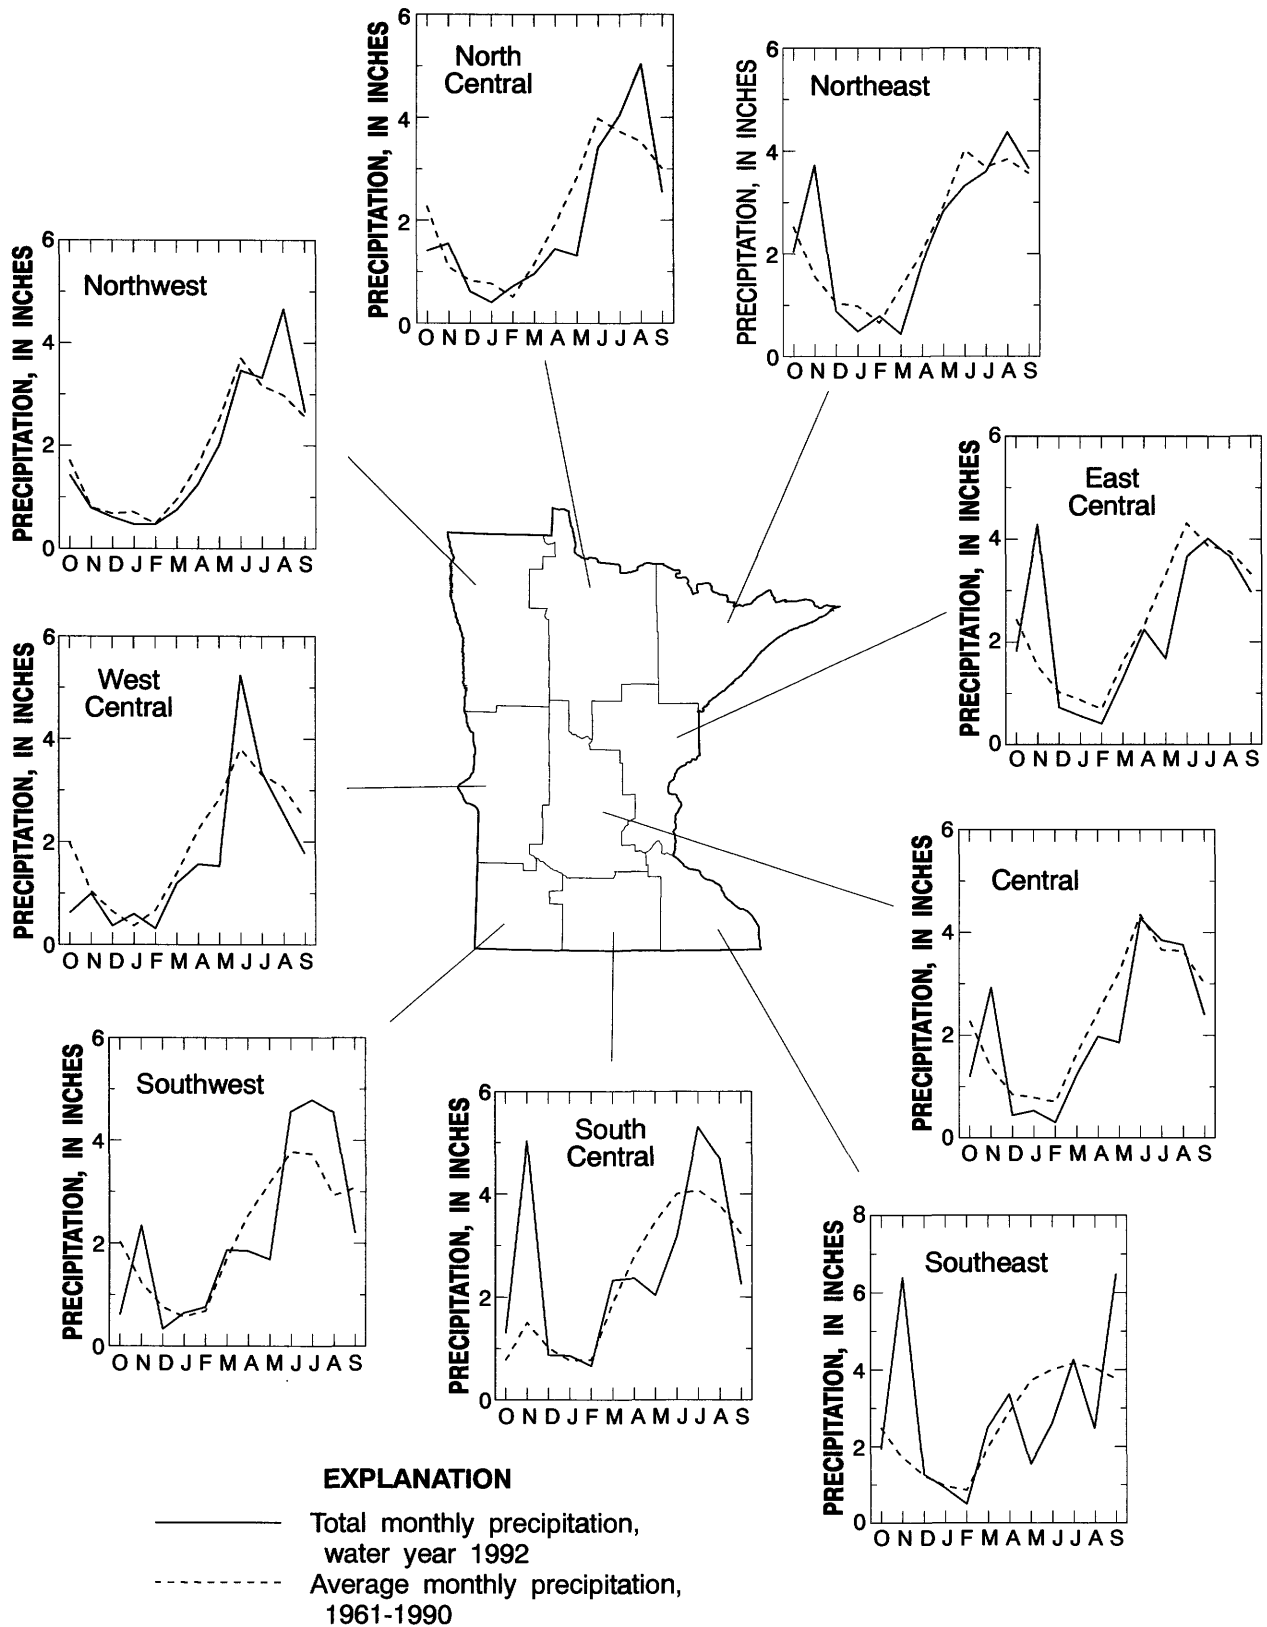 PRECIPITATION, IN INCHES
6
4
2
0
North
Central
O N D J F M A M J J A S
PRECIPITATION, IN INCHES
6
4
2
0
Northeast
O N D J F M A M J J A S
PRECIPITATION, IN INCHES
6
4
2
0
Northwest
O N D J F M A M J J A S
PRECIPITATION, IN INCHES
6
4
2
0
East
Central
O N D J F M A M J J A S
PRECIPITATION, IN INCHES
6
4
2
0
West
Central
O N D J F M A M J J A S
PRECIPITATION, IN INCHES
6
4
2
0
Central
O N D J F M A M J J A S
PRECIPITATION, IN INCHES
6
4
2
0
Southwest
O N D J F M A M J J A S
PRECIPITATION, IN INCHES
6
4
2
0
South
Central
O N D J F M A M J J A S
PRECIPITATION, IN INCHES
8
6
4
2
0
Southeast
O N D J F M A M J J A S
EXPLANATION
Total monthly precipitation,
water year 1992
Average monthly precipitation,
1961-1990